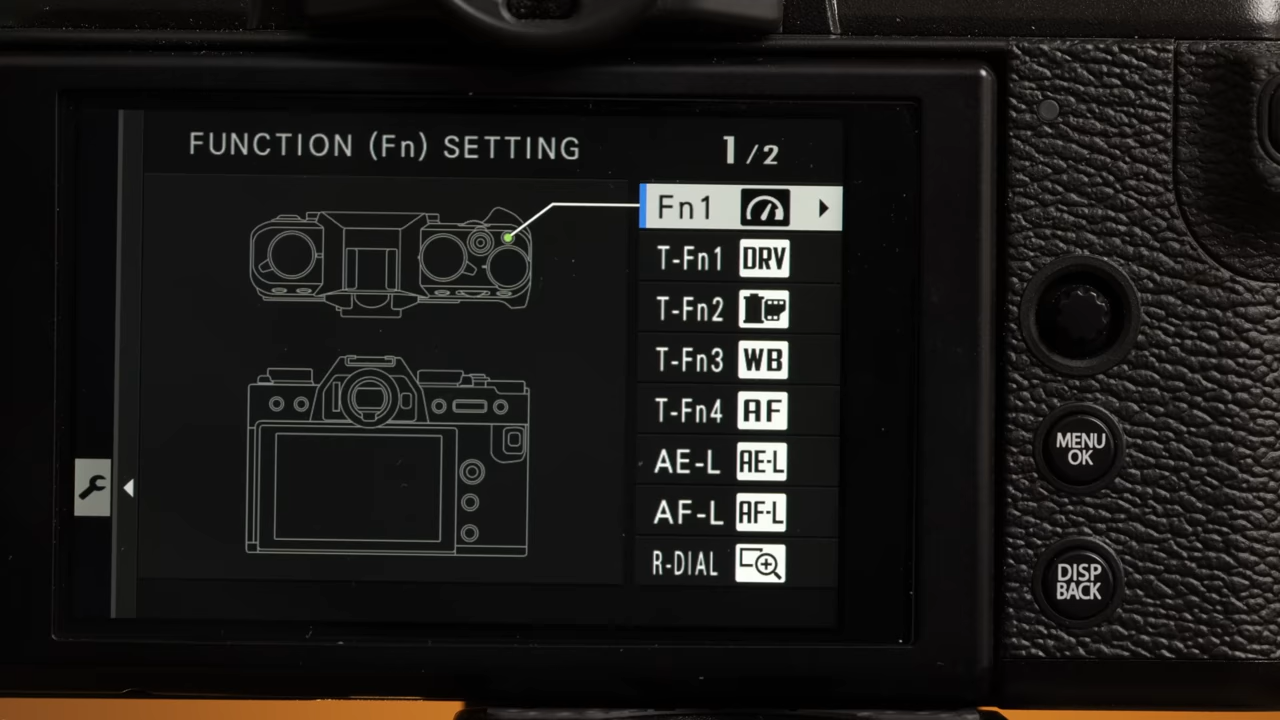 FUNCTION (Fn) SETTING 1/2
Fn1
T-Fn1 DRV
T-Fn2
T-Fn3 WB
T-Fn4 AF
AE-L AE-L
AF-L AF-L
R-DIAL
MENU
OK
DISP
BACK